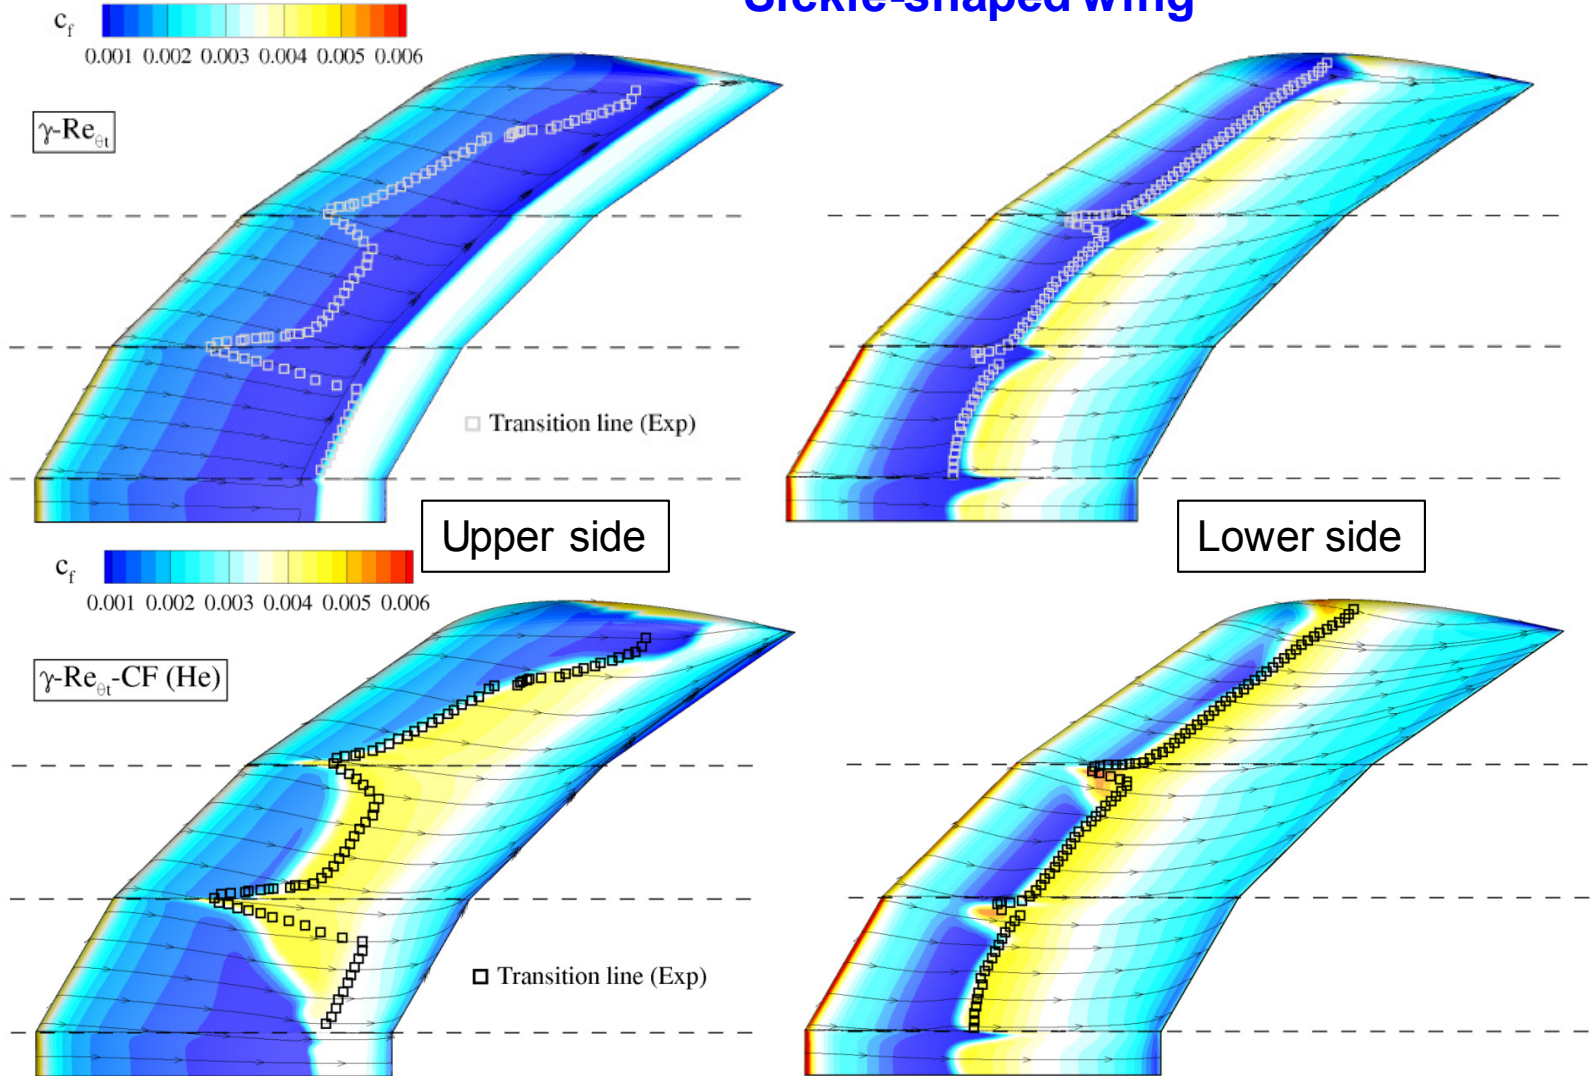 Sickle-shaped wing
c_f
0.001 0.002 0.003 0.004 0.005 0.006
γ-Re_θt
□ Transition line (Exp)
Upper side
Lower side
c_f
0.001 0.002 0.003 0.004 0.005 0.006
γ-Re_θt-CF (He)
□ Transition line (Exp)